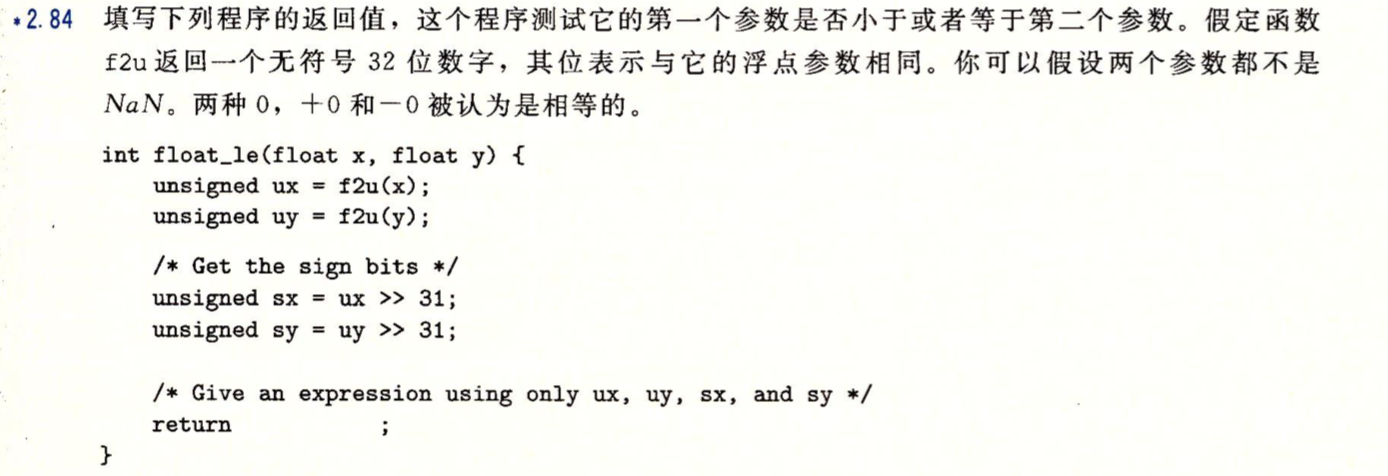 *2.84 填写下列程序的返回值，这个程序测试它的第一个参数是否小于或者等于第二个参数。假定函数
f2u 返回一个无符号 32 位数字，其位表示与它的浮点参数相同。你可以假设两个参数都不是
NaN。两种 0，+0 和-0 被认为是相等的。
int float_le(float x, float y) {
unsigned ux = f2u(x);
unsigned uy = f2u(y);
/* Get the sign bits */
unsigned sx = ux >> 31;
unsigned sy = uy >> 31;
/* Give an expression using only ux, uy, sx, and sy */
return ;
}